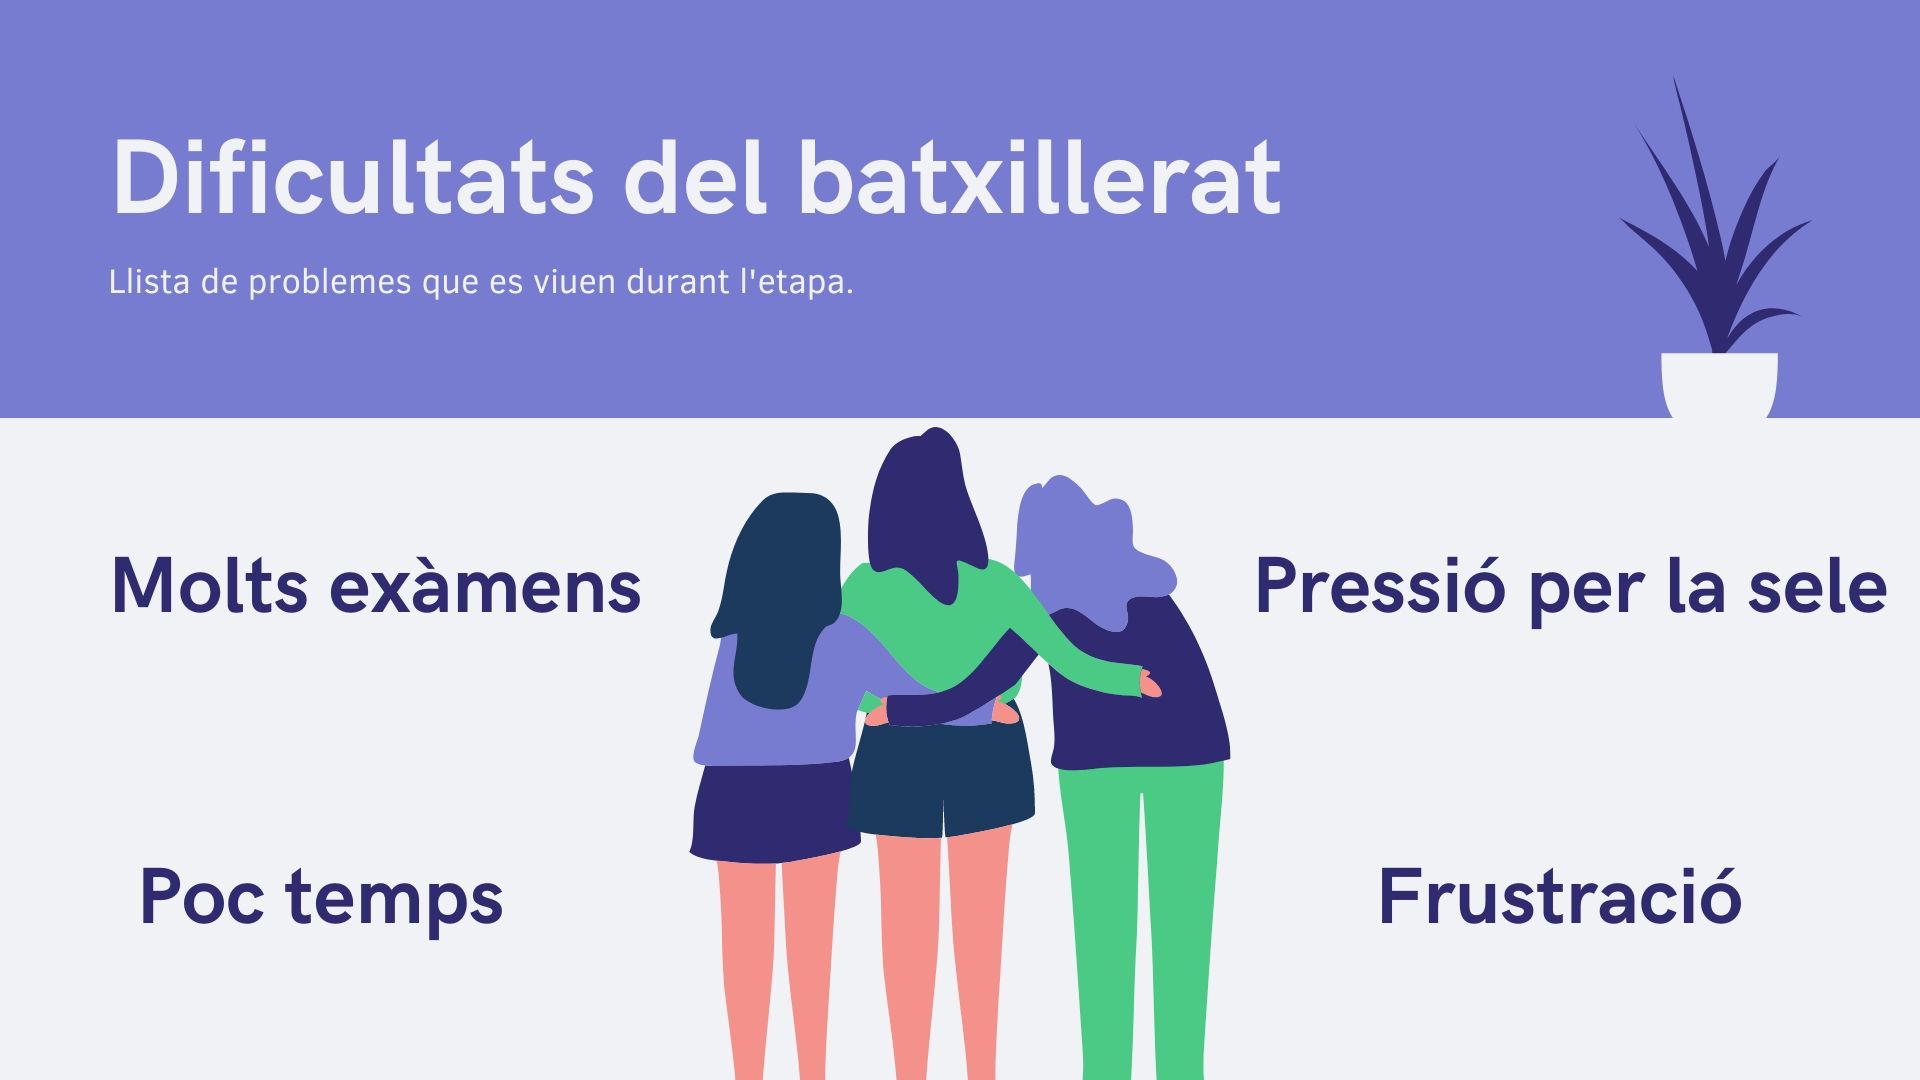 Dificultats del batxillerat
Llista de problemes que es viuen durant l'etapa.
Molts exàmens
Pressió per la sele
Poc temps
Frustració